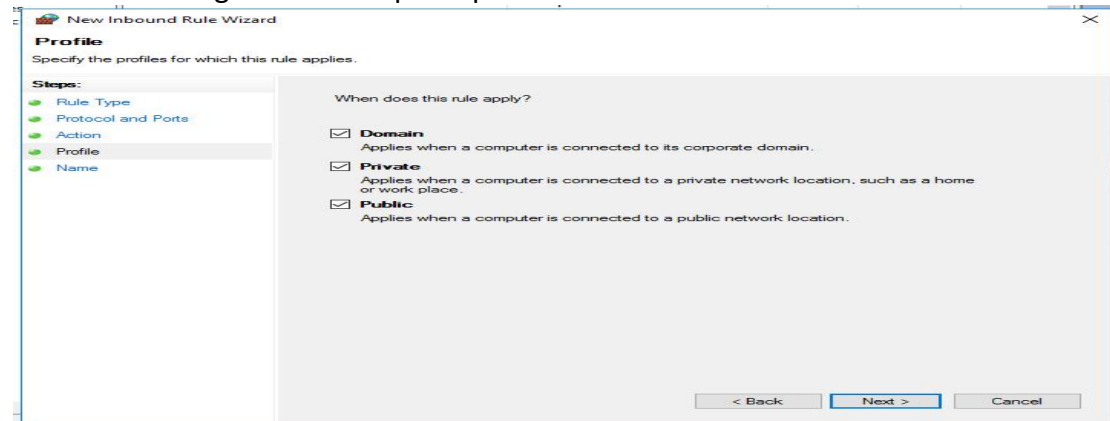 New Inbound Rule Wizard
Profile
Specify the profiles for which this rule applies.
Steps:
Rule Type
Protocol and Ports
Action
Profile
Name
When does this rule apply?
Domain
Applies when a computer is connected to its corporate domain.
Private
Applies when a computer is connected to a private network location, such as a home
or work place.
Public
Applies when a computer is connected to a public network location.
< Back
Next >
Cancel